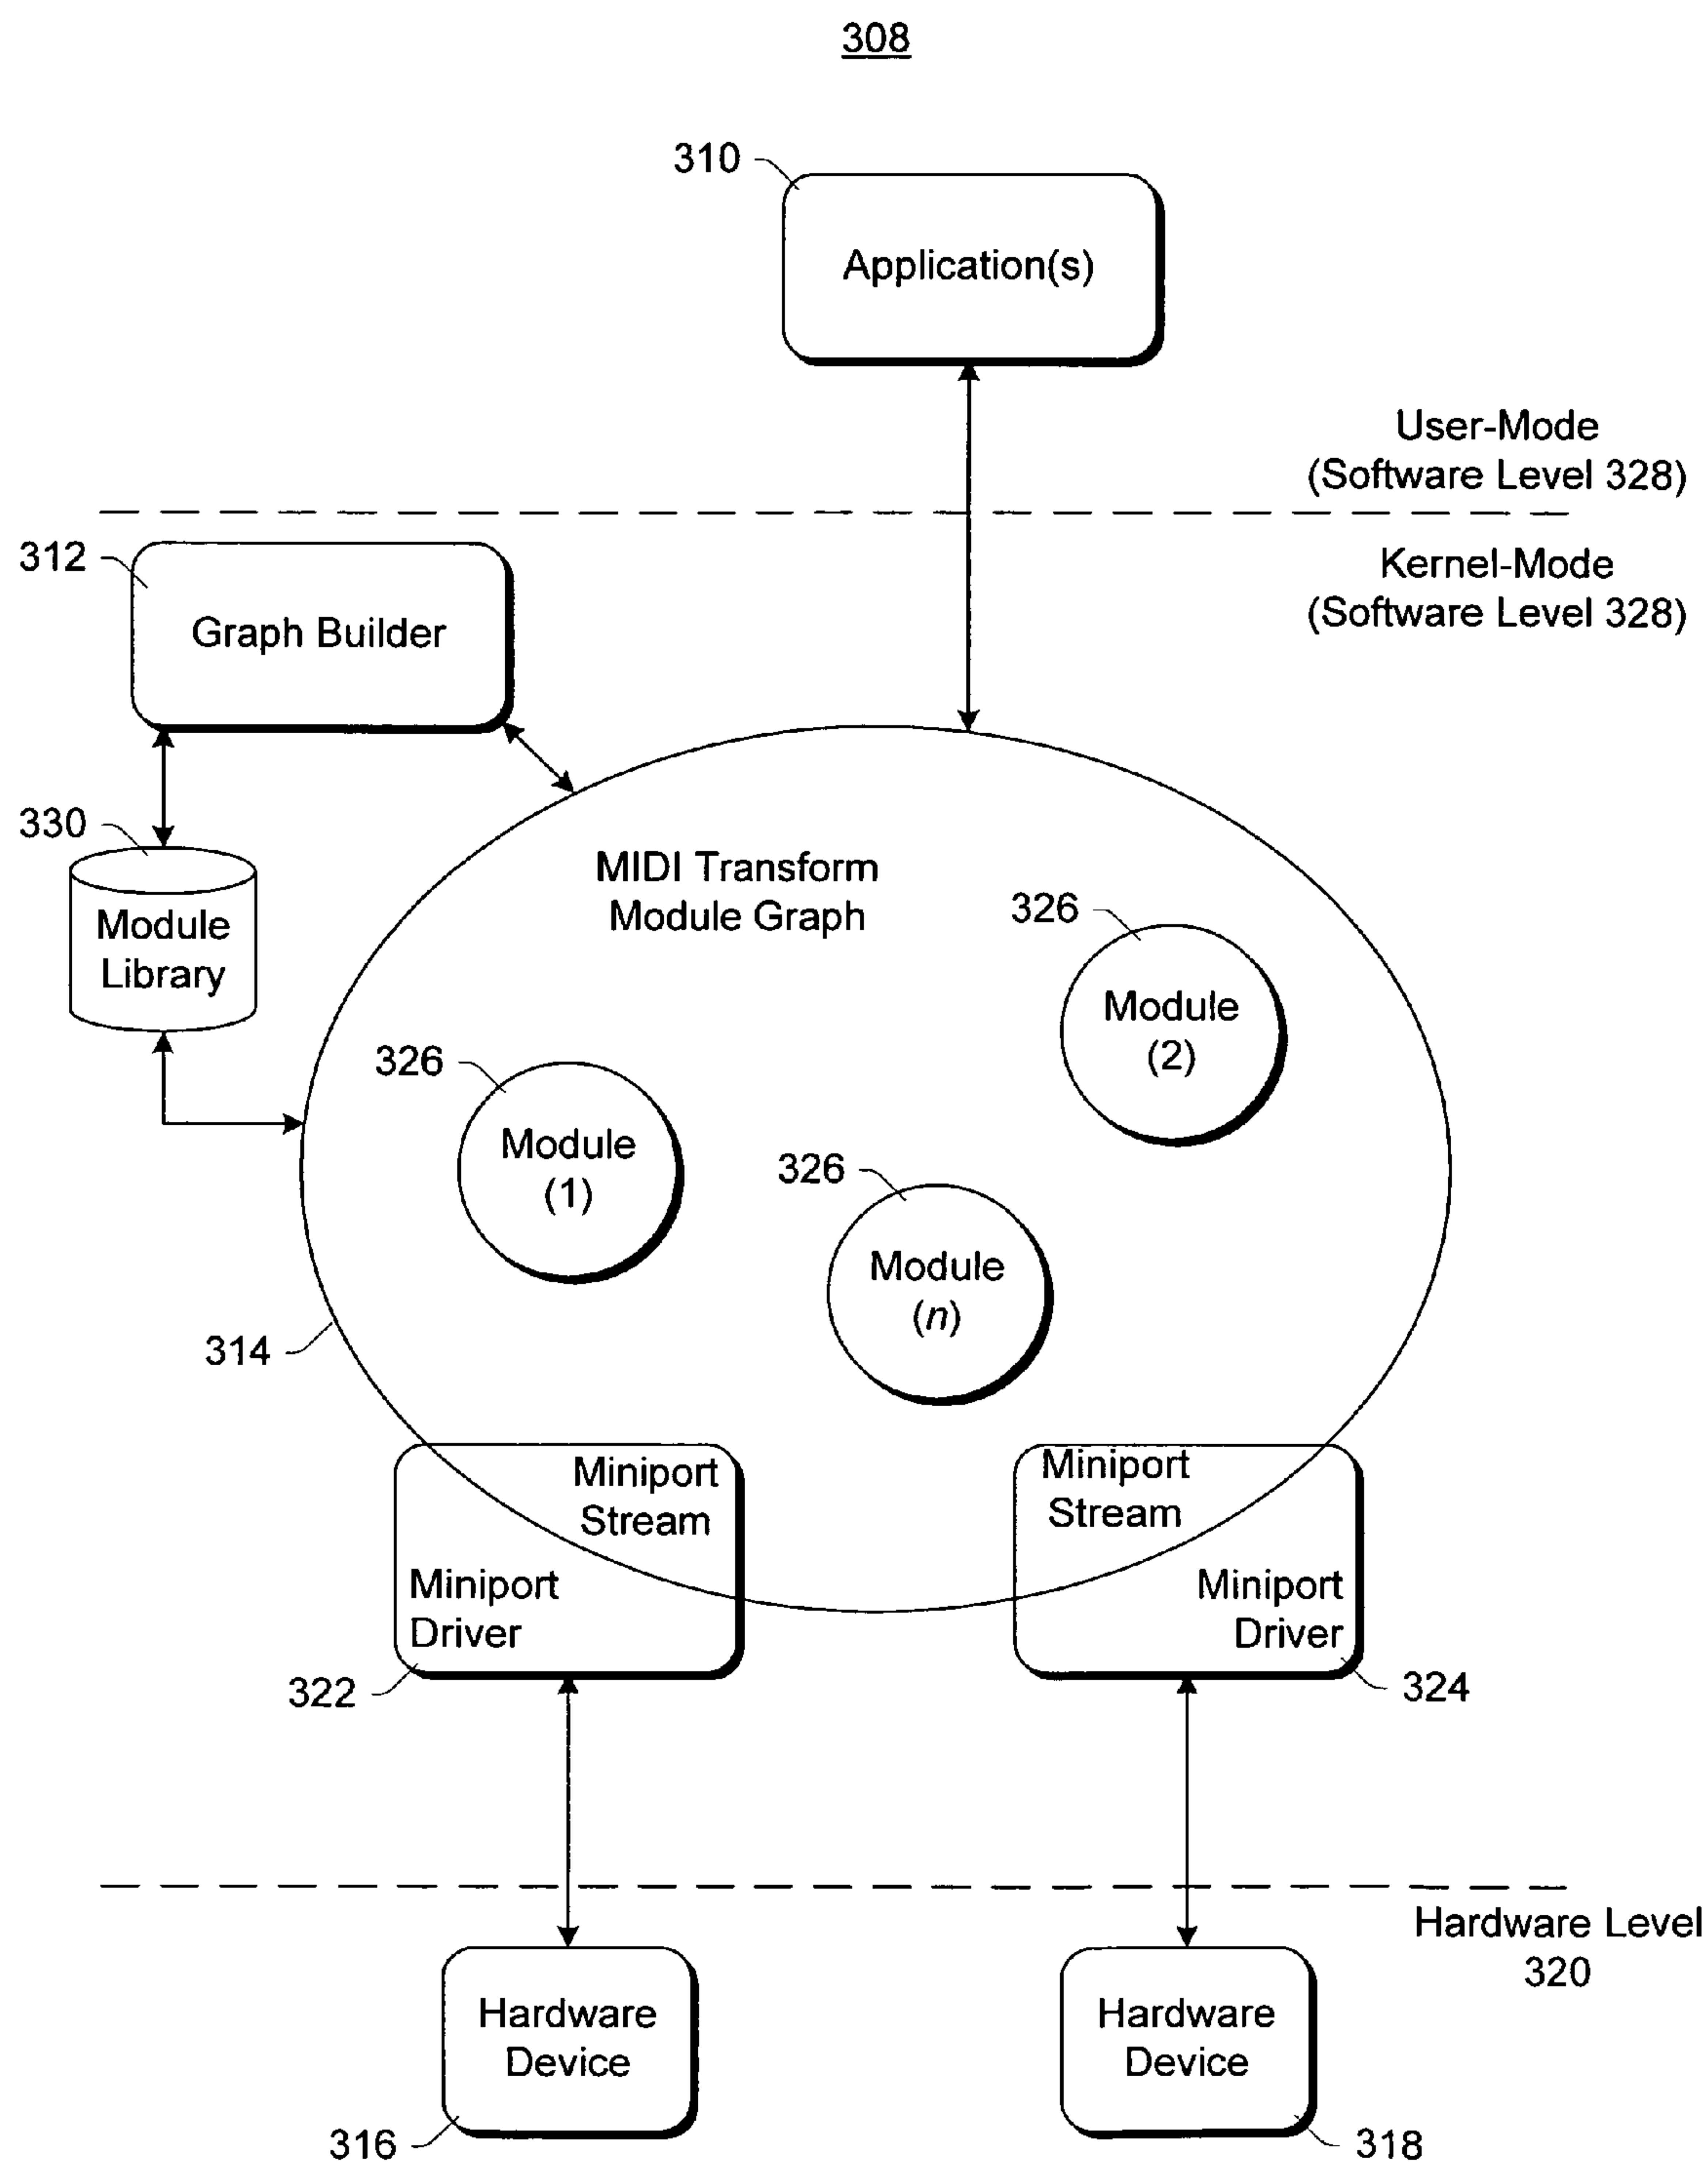 308
310
Application(s)
User-Mode
(Software Level 328)
312
Graph Builder
Kernel-Mode
(Software Level 328)
330
Module
Library
MIDI Transform
Module Graph
326
Module
(2)
326
Module
(1)
326
Module
(n)
314
Miniport
Stream
Miniport
Driver
322
Miniport
Stream
Miniport
Driver
324
Hardware Level
320
Hardware
Device
316
Hardware
Device
318